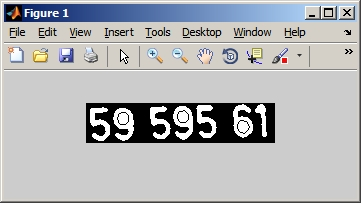 Figure 1
File Edit View Insert Tools Desktop Window Help
59 595 61